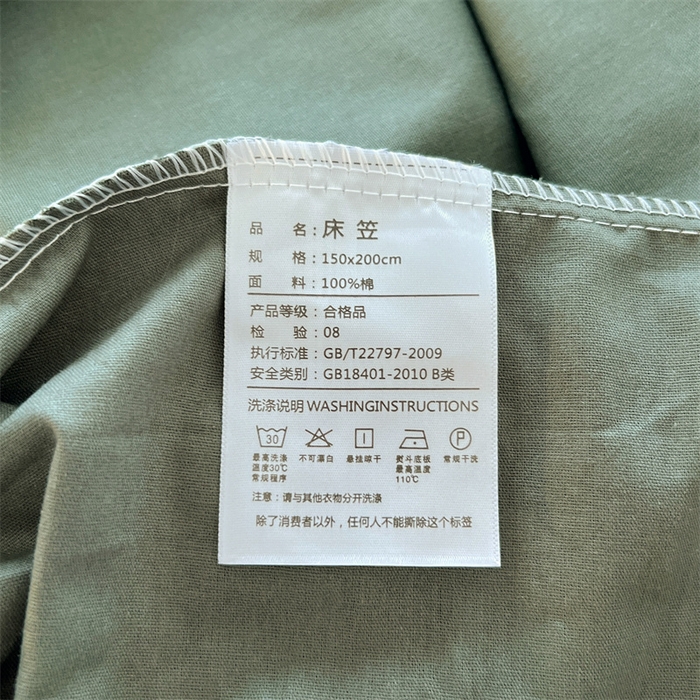 品 名：床 笠
规 格：150x200cm
面 料：100%棉
产品等级：合格品
检 验：08
执行标准：GB/T22797-2009
安全类别：GB18401-2010 B类
洗涤说明 WASHINGINSTRUCTIONS
30 P
最高洗涤 温度30℃ 常规程序
不可漂白
悬挂晾干
熨斗底板 最高温度 110℃
常规干洗
注意：请与其他衣物分开洗涤
除了消费者以外，任何人不能撕除这个标签